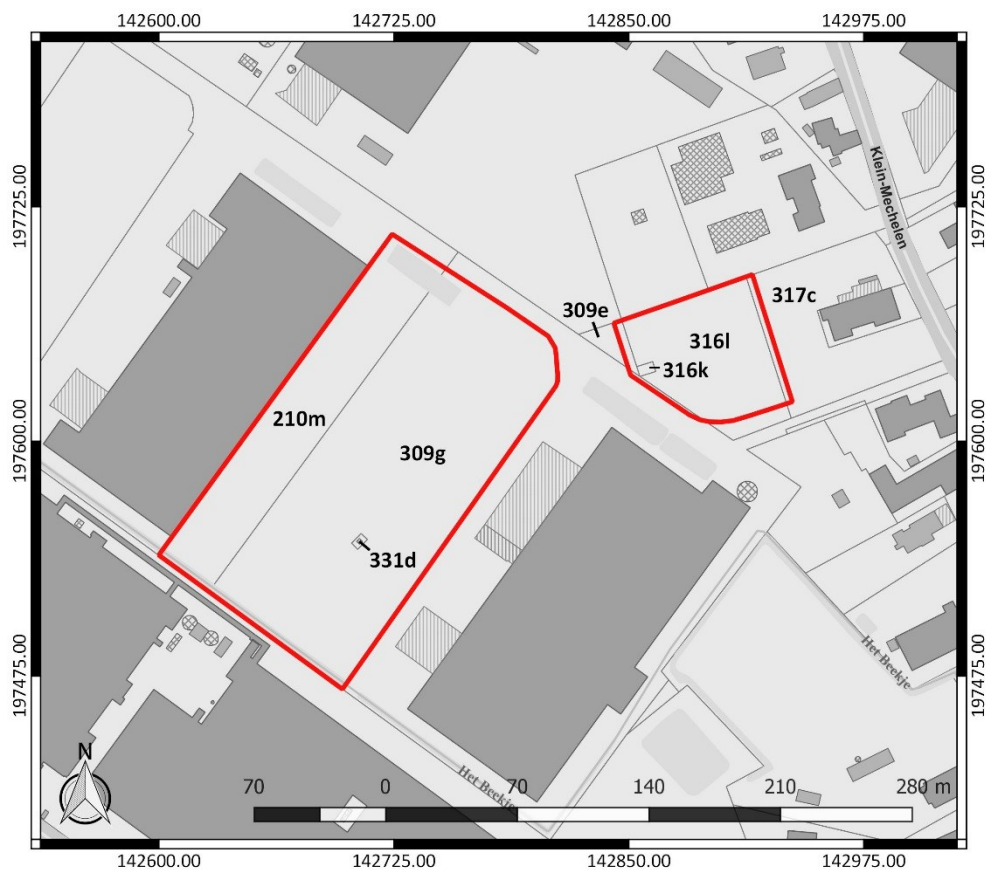 142600.00 142725.00 142850.00 142975.00
197725.00 197725.00
Klein-Mechelen
317c
309e
316l
316k
210m
197600.00 197600.00
309g
331d
197475.00 197475.00
Het Beekje
N
Het Beekje
70 0 70 140 210 280 m
142600.00 142725.00 142850.00 142975.00